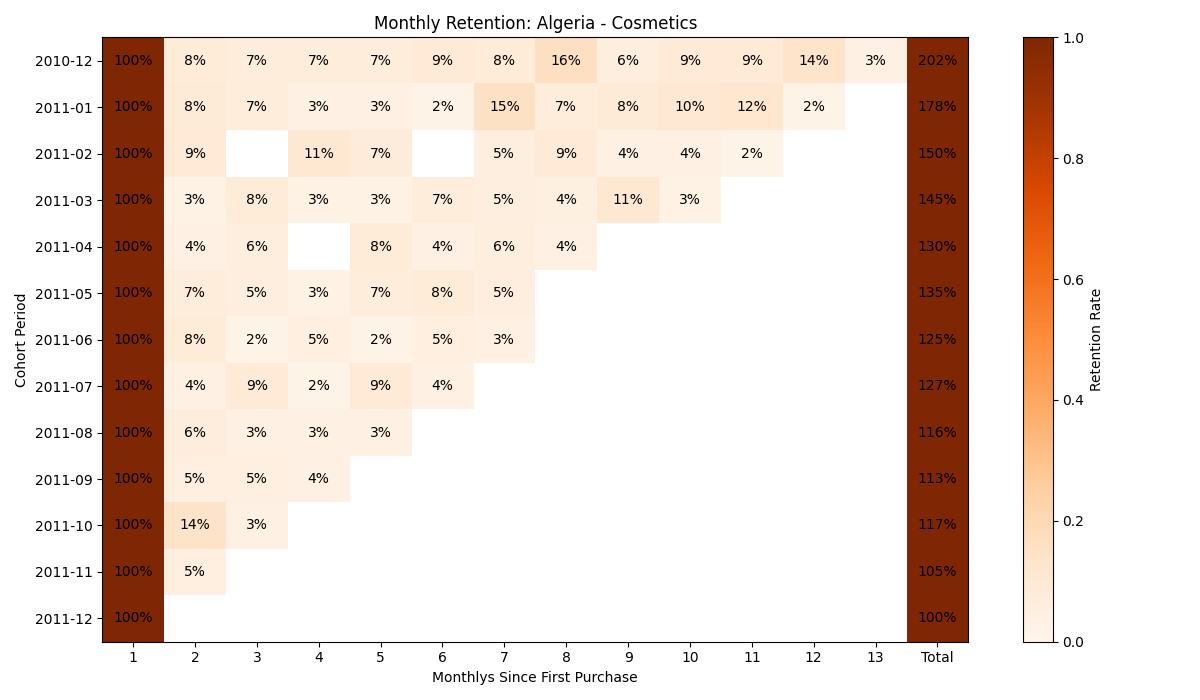 Monthly Retention: Algeria - Cosmetics
Cohort Period
2010-12 100% 8% 7% 7% 7% 9% 8% 16% 6% 9% 9% 14% 3% 202%
2011-01 100% 8% 7% 3% 3% 2% 15% 7% 8% 10% 12% 2% 178%
2011-02 100% 9% 11% 7% 5% 9% 4% 4% 2% 150%
2011-03 100% 3% 8% 3% 3% 7% 5% 4% 11% 3% 145%
2011-04 100% 4% 6% 8% 4% 6% 4% 130%
2011-05 100% 7% 5% 3% 7% 8% 5% 135%
2011-06 100% 8% 2% 5% 2% 5% 3% 125%
2011-07 100% 4% 9% 2% 9% 4% 127%
2011-08 100% 6% 3% 3% 3% 116%
2011-09 100% 5% 5% 4% 113%
2011-10 100% 14% 3% 117%
2011-11 100% 5% 105%
2011-12 100% 100%
1 2 3 4 5 6 7 8 9 10 11 12 13 Total
Monthlys Since First Purchase
1.0
0.8
0.6
0.4
0.2
0.0
Retention Rate